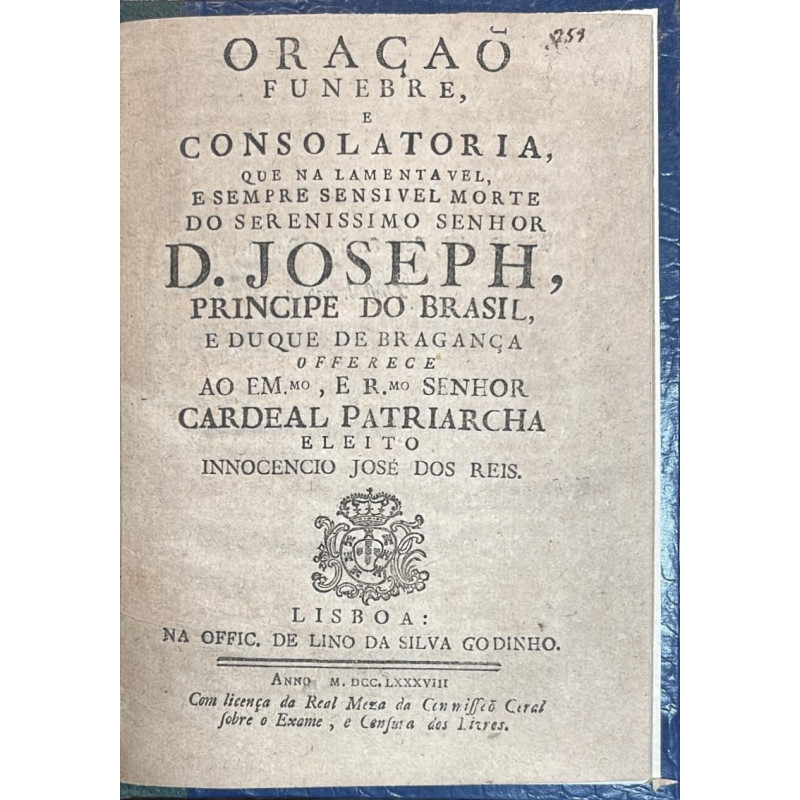 259
ORAÇAÕ
FUNEBRE,
E
CONSOLATORIA,
QUE NA LAMENTAVEL,
E SEMPRE SENSIVEL MORTE
DO SERENISSIMO SENHOR
D. JOSEPH,
PRINCIPE DO BRASIL,
E DUQUE DE BRAGANÇA
OFFERECE
AO EM.MO, E R.MO SENHOR
CARDEAL PATRIARCHA
ELEITO
INNOCENCIO JOSÉ DOS REIS.
LISBOA:
NA OFFIC. DE LINO DA SILVA GODINHO.
ANNO M. DCC. LXXXVIII
Com licença da Real Meza da Commissaõ Geral
sobre o Exame, e Censura dos Livros.